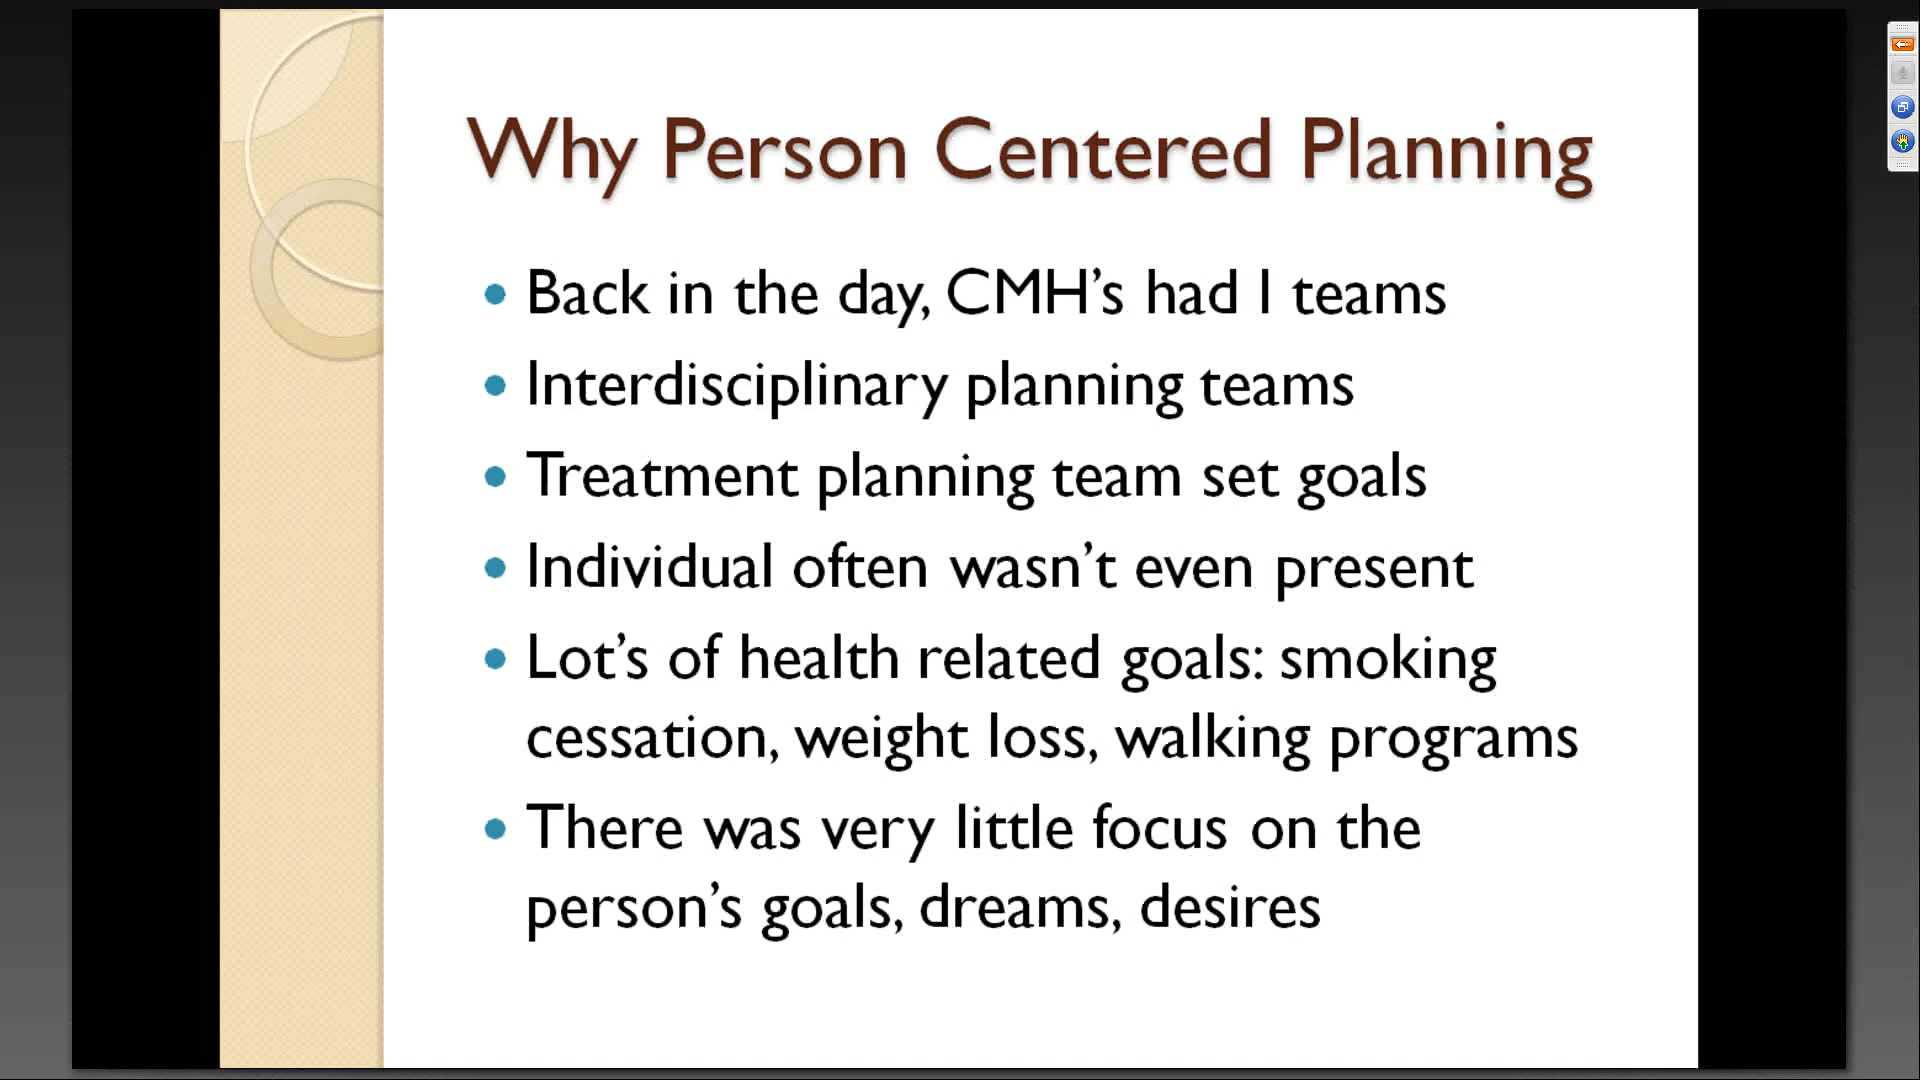 Why Person Centered Planning
• Back in the day, CMH’s had I teams
• Interdisciplinary planning teams
• Treatment planning team set goals
• Individual often wasn’t even present
• Lot’s of health related goals: smoking
cessation, weight loss, walking programs
• There was very little focus on the
person’s goals, dreams, desires